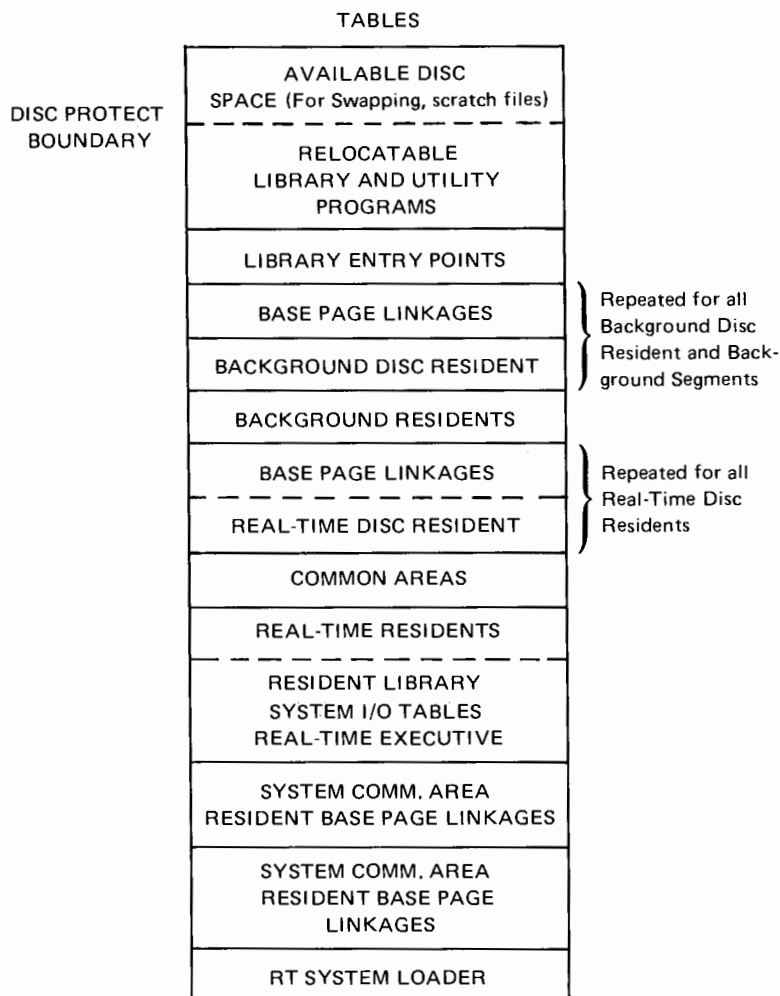 TABLES
AVAILABLE DISC
SPACE (For Swapping, scratch files)
DISC PROTECT
BOUNDARY
RELOCATABLE
LIBRARY AND UTILITY
PROGRAMS
LIBRARY ENTRY POINTS
BASE PAGE LINKAGES
BACKGROUND DISC RESIDENT
Repeated for all
Background Disc
Resident and Back-
ground Segments
BACKGROUND RESIDENTS
BASE PAGE LINKAGES
REAL-TIME DISC RESIDENT
Repeated for all
Real-Time Disc
Residents
COMMON AREAS
REAL-TIME RESIDENTS
RESIDENT LIBRARY
SYSTEM I/O TABLES
REAL-TIME EXECUTIVE
SYSTEM COMM. AREA
RESIDENT BASE PAGE LINKAGES
SYSTEM COMM. AREA
RESIDENT BASE PAGE
LINKAGES
RT SYSTEM LOADER